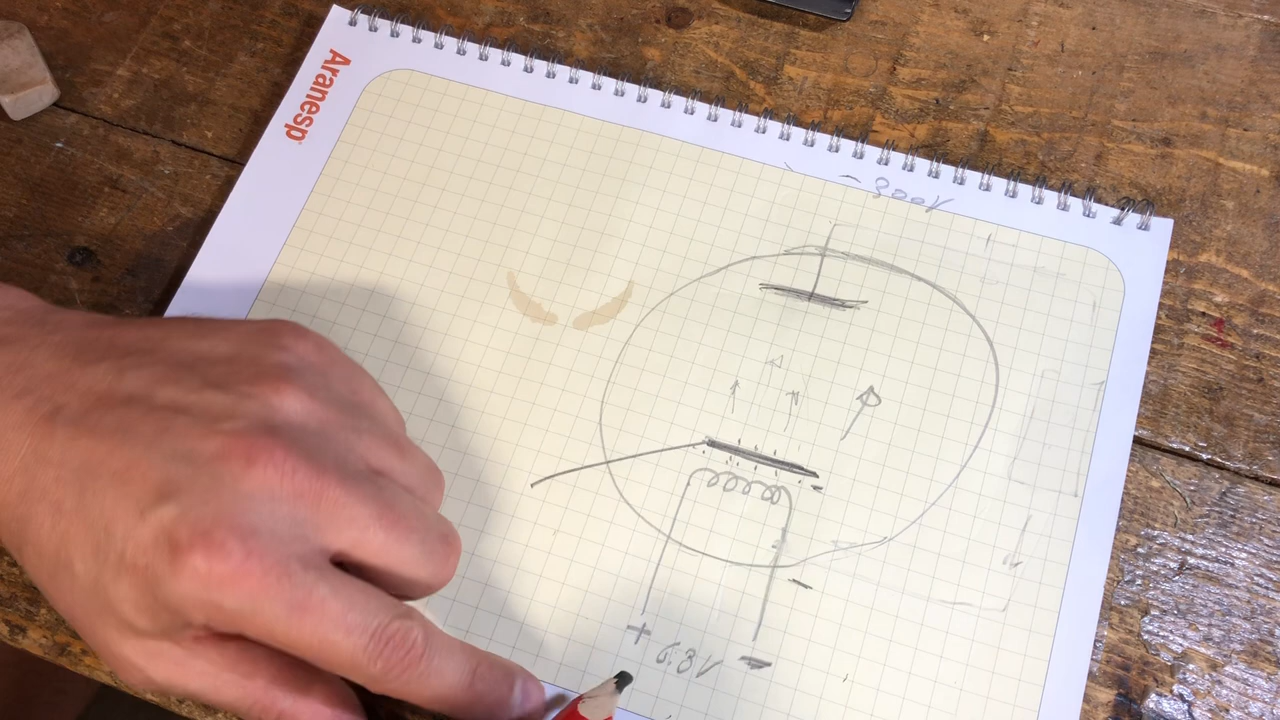 Aranesp
- 300V
+ 6.3V -